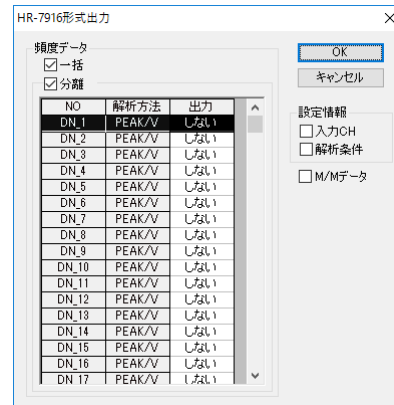 HR-7916形式出力
頻度データ
一括
分離
NO 解析方法 出力
DN_1 PEAK/V しない
DN_2 PEAK/V しない
DN_3 PEAK/V しない
DN_4 PEAK/V しない
DN_5 PEAK/V しない
DN_6 PEAK/V しない
DN_7 PEAK/V しない
DN_8 PEAK/V しない
DN_9 PEAK/V しない
DN_10 PEAK/V しない
DN_11 PEAK/V しない
DN_12 PEAK/V しない
DN_13 PEAK/V しない
DN_14 PEAK/V しない
DN_15 PEAK/V しない
DN_16 PEAK/V しない
DN_17 PEAK/V しない
OK
キャンセル
設定情報
入力CH
解析条件
M/Mデータ